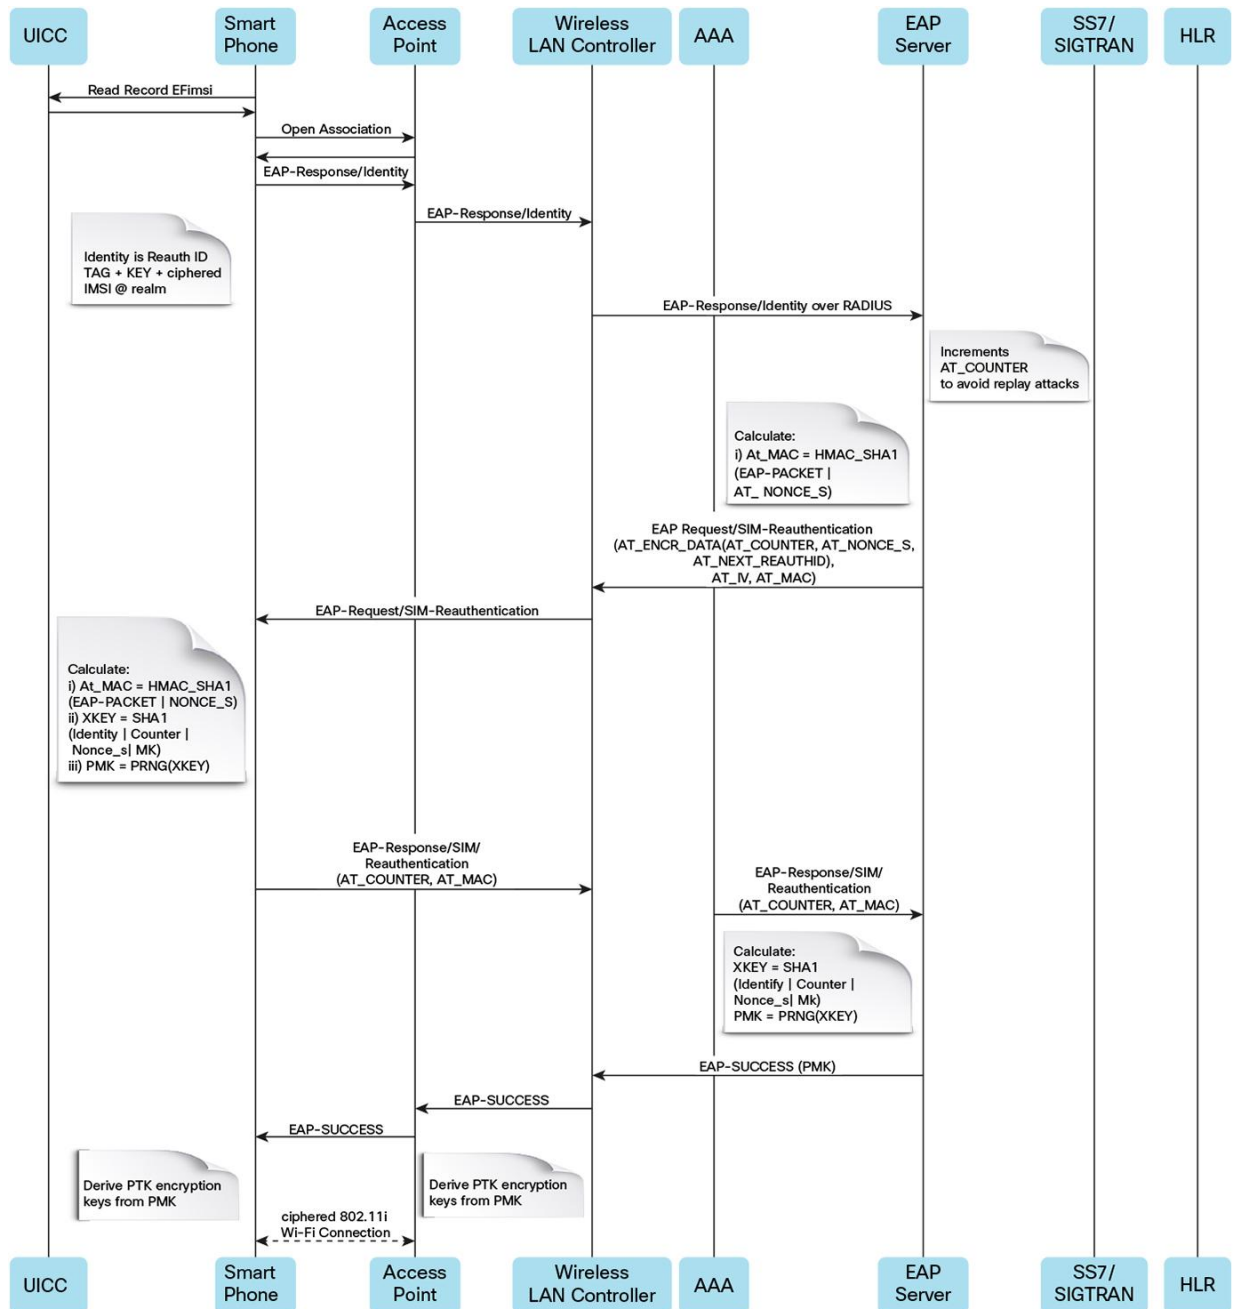 UICC
Smart
Phone
Access
Point
Wireless
LAN Controller
AAA
EAP
Server
SS7/
SIGTRAN
HLR
Read Record EFimsi
Open Association
EAP-Response/Identity
EAP-Response/Identity
Identity is Reauth ID
TAG + KEY + ciphered
IMSI @ realm
EAP-Response/Identity over RADIUS
Increments
AT_COUNTER
to avoid replay attacks
Calculate:
i) At_MAC = HMAC_SHA1
(EAP-PACKET |
AT_ NONCE_S)
EAP Request/SIM-Reauthentication
(AT_ENCR_DATA(AT_COUNTER, AT_NONCE_S,
AT_NEXT_REAUTHID),
AT_IV, AT_MAC)
EAP-Request/SIM-Reauthentication
Calculate:
i) At_MAC = HMAC_SHA1
(EAP-PACKET | NONCE_S)
ii) XKEY = SHA1
(Identity | Counter |
Nonce_s| MK)
iii) PMK = PRNG(XKEY)
EAP-Response/SIM/
Reauthentication
(AT_COUNTER, AT_MAC)
EAP-Response/SIM/
Reauthentication
(AT_COUNTER, AT_MAC)
Calculate:
XKEY = SHA1
(Identify | Counter |
Nonce_s| Mk)
PMK = PRNG(XKEY)
EAP-SUCCESS (PMK)
EAP-SUCCESS
EAP-SUCCESS
Derive PTK encryption
keys from PMK
Derive PTK encryption
keys from PMK
ciphered 802.11i
Wi-Fi Connection
UICC
Smart
Phone
Access
Point
Wireless
LAN Controller
AAA
EAP
Server
SS7/
SIGTRAN
HLR